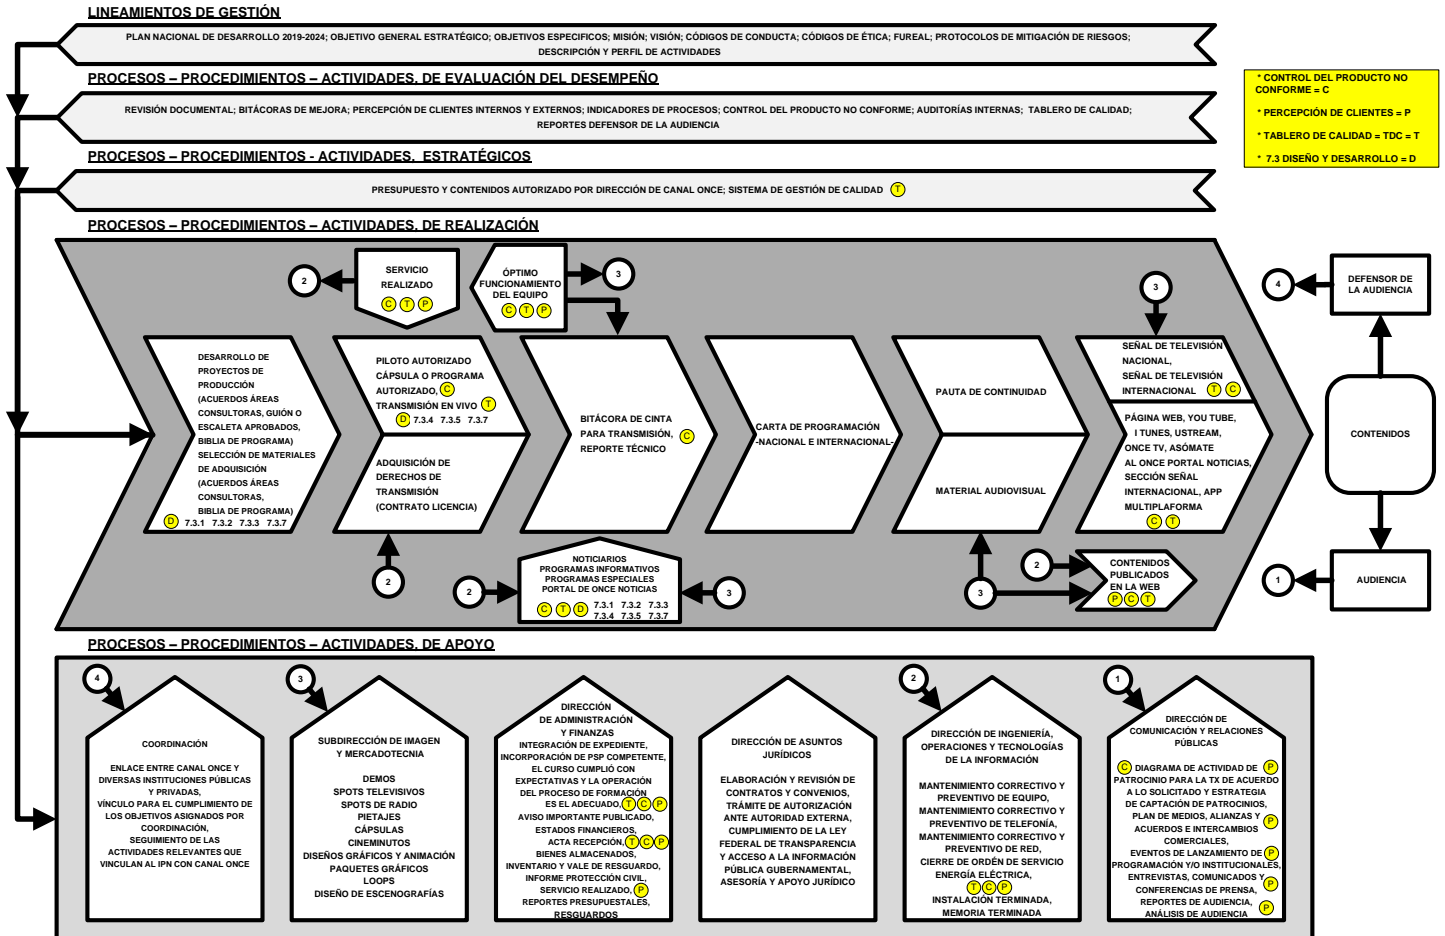 LINEAMIENTOS DE GESTIÓN
PLAN NACIONAL DE DESARROLLO 2019-2024; OBJETIVO GENERAL ESTRATÉGICO; OBJETIVOS ESPECIFICOS; MISIÓN; VISIÓN; CÓDIGOS DE CONDUCTA; CÓDIGOS DE ÉTICA; FUREAL; PROTOCOLOS DE MITIGACIÓN DE RIESGOS;
DESCRIPCIÓN Y PERFIL DE ACTIVIDADES
PROCESOS – PROCEDIMIENTOS – ACTIVIDADES. DE EVALUACIÓN DEL DESEMPEÑO
REVISIÓN DOCUMENTAL; BITÁCORAS DE MEJORA; PERCEPCIÓN DE CLIENTES INTERNOS Y EXTERNOS; INDICADORES DE PROCESOS; CONTROL DEL PRODUCTO NO CONFORME; AUDITORÍAS INTERNAS; TABLERO DE CALIDAD;
REPORTES DEFENSOR DE LA AUDIENCIA
* CONTROL DEL PRODUCTO NO
CONFORME = C
* PERCEPCIÓN DE CLIENTES = P
* TABLERO DE CALIDAD = TDC = T
* 7.3 DISEÑO Y DESARROLLO = D
PROCESOS – PROCEDIMIENTOS - ACTIVIDADES. ESTRATÉGICOS
PRESUPUESTO Y CONTENIDOS AUTORIZADO POR DIRECCIÓN DE CANAL ONCE; SISTEMA DE GESTIÓN DE CALIDAD T
PROCESOS – PROCEDIMIENTOS – ACTIVIDADES. DE REALIZACIÓN
2
SERVICIO
REALIZADO
C T P
ÓPTIMO
FUNCIONAMIENTO
DEL EQUIPO
C T P
3
3
4
DEFENSOR DE
LA AUDIENCIA
DESARROLLO DE
PROYECTOS DE
PRODUCCIÓN
(ACUERDOS ÁREAS
CONSULTORAS, GUIÓN O
ESCALETA APROBADOS,
BIBLIA DE PROGRAMA)
SELECCIÓN DE MATERIALES
DE ADQUISICIÓN
(ACUERDOS ÁREAS
CONSULTORAS,
BIBLIA DE PROGRAMA)
D 7.3.1 7.3.2 7.3.3 7.3.7
PILOTO AUTORIZADO
CÁPSULA O PROGRAMA
AUTORIZADO, C
TRANSMISIÓN EN VIVO T
D 7.3.4 7.3.5 7.3.7
ADQUISICIÓN DE
DERECHOS DE
TRANSMISIÓN
(CONTRATO LICENCIA)
BITÁCORA DE CINTA
PARA TRANSMISIÓN, C
REPORTE TÉCNICO
CARTA DE PROGRAMACIÓN
-NACIONAL E INTERNACIONAL-
PAUTA DE CONTINUIDAD
MATERIAL AUDIOVISUAL
SEÑAL DE TELEVISIÓN
NACIONAL,
SEÑAL DE TELEVISIÓN
INTERNACIONAL T C
PÁGINA WEB, YOU TUBE,
I TUNES, USTREAM,
ONCE TV, ASÓMATE
AL ONCE PORTAL NOTICIAS,
SECCIÓN SEÑAL
INTERNACIONAL, APP
MULTIPLAFORMA
C T
CONTENIDOS
2
2
NOTICIARIOS
PROGRAMAS INFORMATIVOS
PROGRAMAS ESPECIALES
PORTAL DE ONCE NOTICIAS
C T D 7.3.1 7.3.2 7.3.3
7.3.4 7.3.5 7.3.7
3
3
2
CONTENIDOS
PUBLICADOS
EN LA WEB
P C T
1
AUDIENCIA
PROCESOS – PROCEDIMIENTOS – ACTIVIDADES. DE APOYO
4
COORDINACIÓN
ENLACE ENTRE CANAL ONCE Y
DIVERSAS INSTITUCIONES PÚBLICAS
Y PRIVADAS,
VÍNCULO PARA EL CUMPLIMIENTO DE
LOS OBJETIVOS ASIGNADOS POR
COORDINACIÓN,
SEGUIMIENTO DE LAS
ACTIVIDADES RELEVANTES QUE
VINCULAN AL IPN CON CANAL ONCE
3
SUBDIRECCIÓN DE IMAGEN
Y MERCADOTECNIA
DEMOS
SPOTS TELEVISIVOS
SPOTS DE RADIO
PIETAJES
CÁPSULAS
CINEMINUTOS
DISEÑOS GRÁFICOS Y ANIMACIÓN
PAQUETES GRÁFICOS
LOOPS
DISEÑO DE ESCENOGRAFÍAS
DIRECCIÓN
DE ADMINISTRACIÓN
Y FINANZAS
INTEGRACIÓN DE EXPEDIENTE,
INCORPORACIÓN DE PSP COMPETENTE,
EL CURSO CUMPLIÓ CON
EXPECTATIVAS Y LA OPERACIÓN
DEL PROCESO DE FORMACIÓN
ES EL ADECUADO, T C P
AVISO IMPORTANTE PUBLICADO,
ESTADOS FINANCIEROS,
ACTA RECEPCIÓN, T C P
BIENES ALMACENADOS,
INVENTARIO Y VALE DE RESGUARDO,
INFORME PROTECCIÓN CIVIL,
SERVICIO REALIZADO, P
REPORTES PRESUPUESTALES,
RESGUARDOS
DIRECCIÓN DE ASUNTOS
JURÍDICOS
ELABORACIÓN Y REVISIÓN DE
CONTRATOS Y CONVENIOS,
TRÁMITE DE AUTORIZACIÓN
ANTE AUTORIDAD EXTERNA,
CUMPLIMIENTO DE LA LEY
FEDERAL DE TRANSPARENCIA
Y ACCESO A LA INFORMACIÓN
PÚBLICA GUBERNAMENTAL,
ASESORÍA Y APOYO JURÍDICO
2
DIRECCIÓN DE INGENIERÍA,
OPERACIONES Y TECNOLOGÍAS
DE LA INFORMACIÓN
MANTENIMIENTO CORRECTIVO Y
PREVENTIVO DE EQUIPO,
MANTENIMIENTO CORRECTIVO Y
PREVENTIVO DE TELEFONÍA,
MANTENIMIENTO CORRECTIVO Y
PREVENTIVO DE RED,
CIERRE DE ORDÉN DE SERVICIO
ENERGÍA ELÉCTRICA,
T C P
INSTALACIÓN TERMINADA,
MEMORIA TERMINADA
1
DIRECCIÓN DE
COMUNICACIÓN Y RELACIONES
PÚBLICAS
C DIAGRAMA DE ACTIVIDAD DE P
PATROCINIO PARA LA TX DE ACUERDO
A LO SOLICITADO Y ESTRATEGIA
DE CAPTACIÓN DE PATROCINIOS,
PLAN DE MEDIOS, ALIANZAS Y
ACUERDOS E INTERCAMBIOS P
COMERCIALES,
EVENTOS DE LANZAMIENTO DE P
PROGRAMACIÓN Y/O INSTITUCIONALES,
ENTREVISTAS, COMUNICADOS Y
CONFERENCIAS DE PRENSA, P
REPORTES DE AUDIENCIA,
ANÁLISIS DE AUDIENCIA P